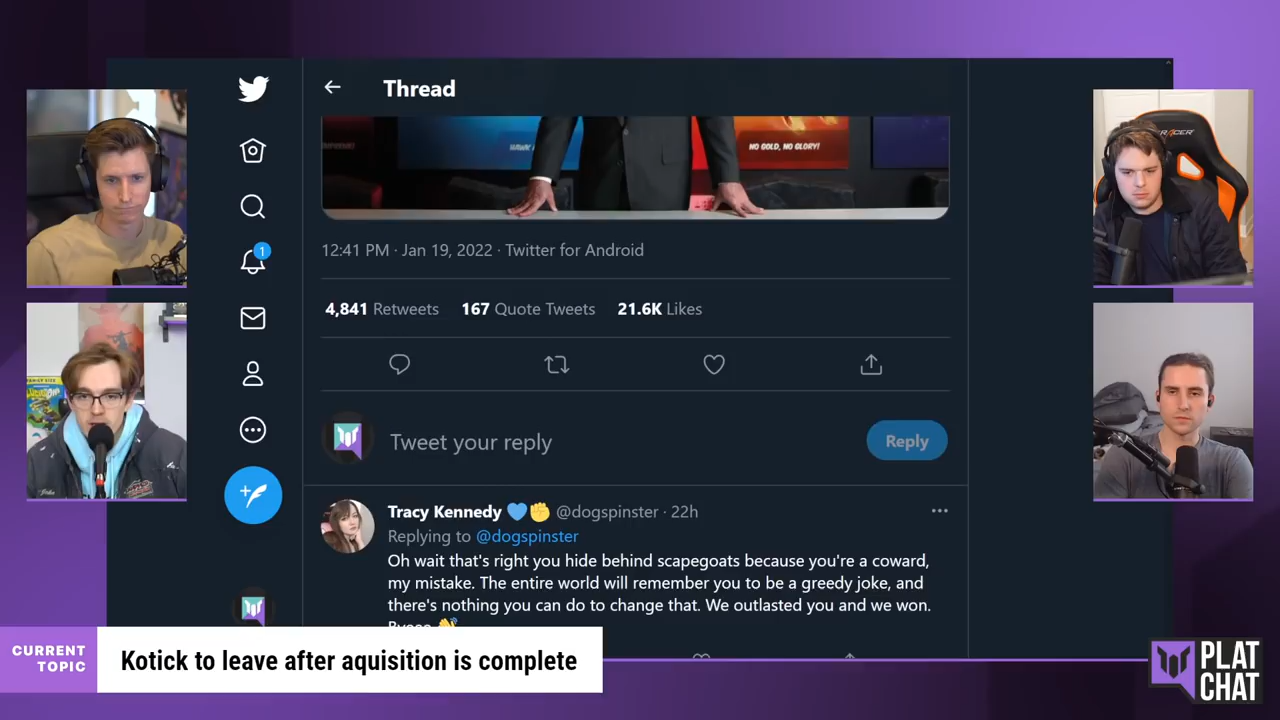 Thread
NO GOLD, NO GLORY!
12:41 PM · Jan 19, 2022 · Twitter for Android
4,841 Retweets 167 Quote Tweets 21.6K Likes
Tweet your reply
Reply
1
Tracy Kennedy 💙✊ @dogspinster · 22h
Replying to @dogspinster
Oh wait that's right you hide behind scapegoats because you're a coward,
my mistake. The entire world will remember you to be a greedy joke, and
there's nothing you can do to change that. We outlasted you and we won.
CURRENT
TOPIC
Kotick to leave after aquisition is complete
PLAT
CHAT